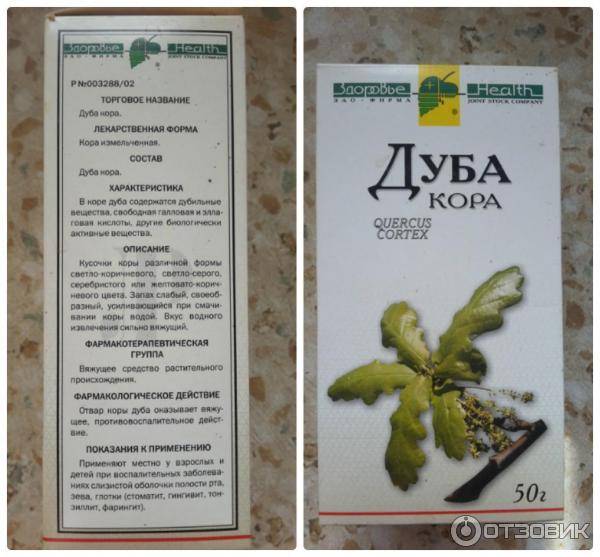 Здоровье Health
ЗАО · ФИРМА JOINT STOCK COMPANY
Р №003288/02
ТОРГОВОЕ НАЗВАНИЕ
Дуба кора.
ЛЕКАРСТВЕННАЯ ФОРМА
Кора измельченная.
СОСТАВ
Дуба кора.
ХАРАКТЕРИСТИКА
В коре дуба содержатся дубильные
вещества, свободная галловая и элла-
говая кислоты, другие биологически
активные вещества.
ОПИСАНИЕ
Кусочки коры различной формы
светло-коричневого, светло-серого,
серебристого или желтовато-корич-
невого цвета. Запах слабый, своеоб-
разный, усиливающийся при смачи-
вании коры водой. Вкус водного
извлечения сильно вяжущий.
ФАРМАКОТЕРАПЕВТИЧЕСКАЯ
ГРУППА
Вяжущее средство растительного
происхождения.
ФАРМАКОЛОГИЧЕСКОЕ ДЕЙСТВИЕ
Отвар коры дуба оказывает вяжу-
щее, противовоспалительное дейст-
вие.
ПОКАЗАНИЯ К ПРИМЕНЕНИЮ
Применяют местно у взрослых и
детей при воспалительных заболева-
ниях слизистой оболочки полости рта,
зева, глотки (стоматит, гингивит, тон-
зиллит, фарингит).
Здоровье Health
ЗАО · ФИРМА JOINT STOCK COMPANY
ДУБА
КОРА
QUERCUS
CORTEX
50г
ОТЗОВИК